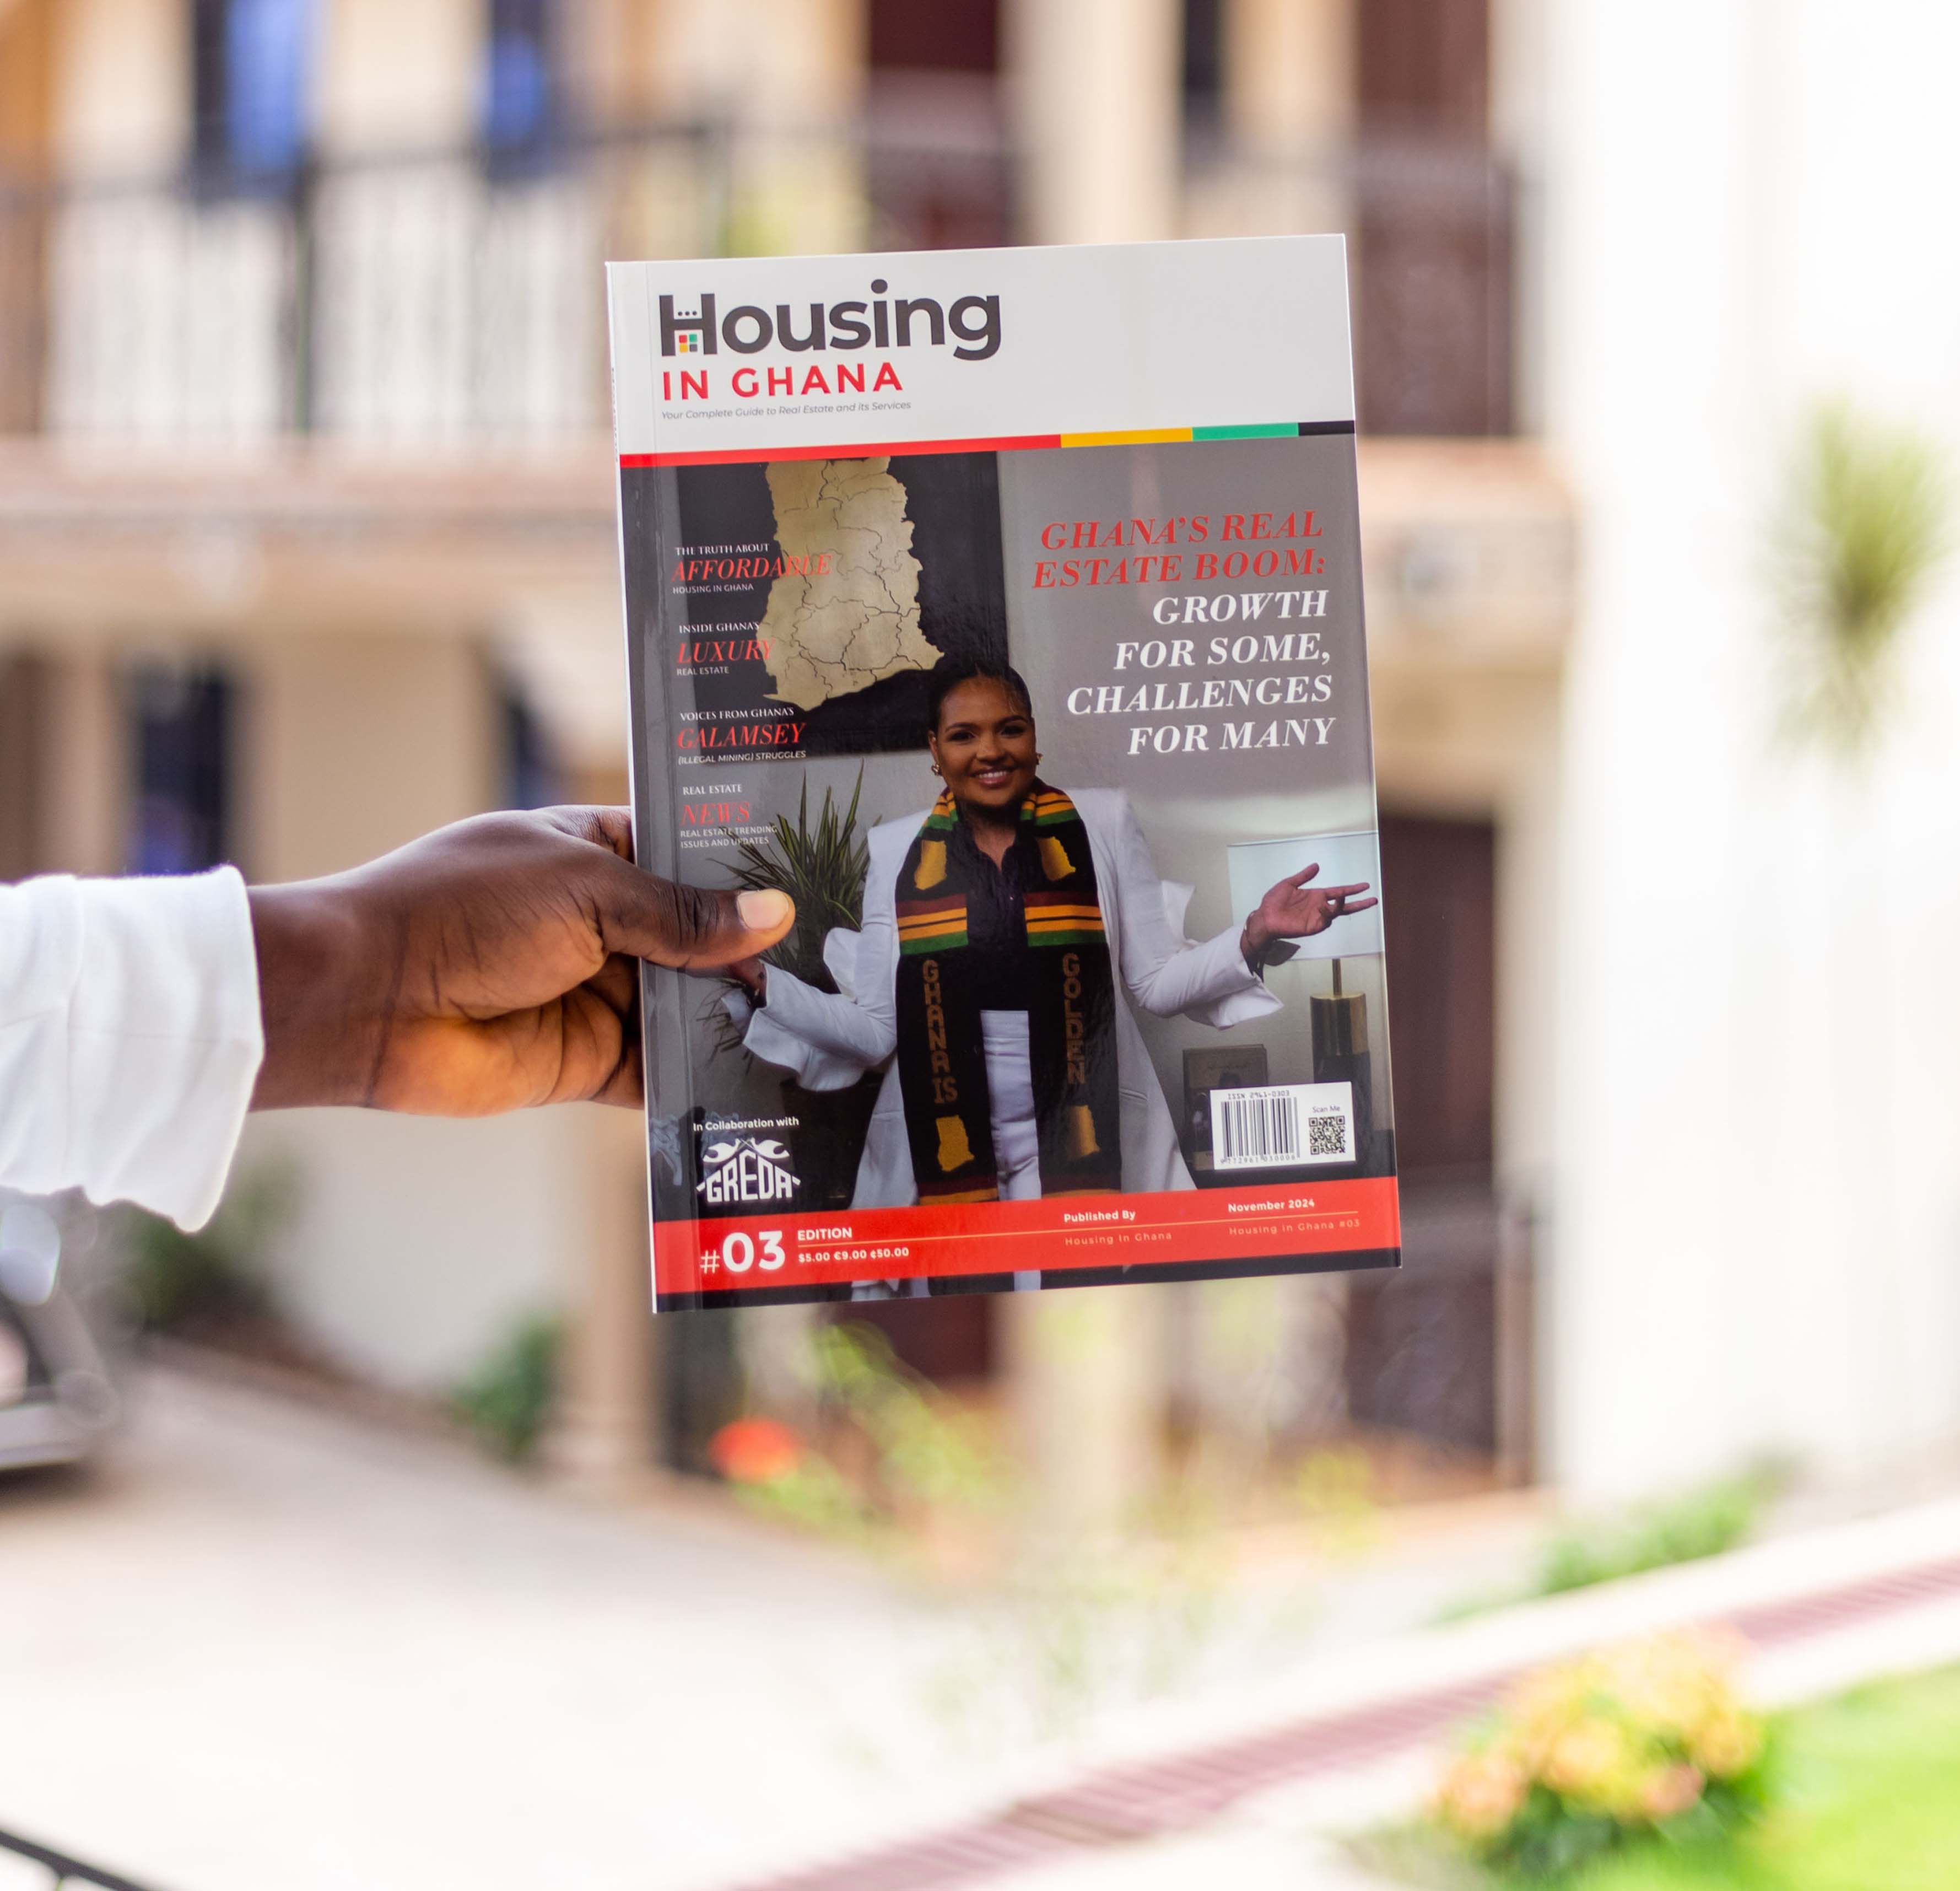 Housing
IN GHANA
Your Complete Guide to Real Estate and its Services
THE TRUTH ABOUT
AFFORDABLE
HOUSING IN GHANA
INSIDE GHANA'S
LUXURY
REAL ESTATE
VOICES FROM GHANA'S
GALAMSEY
(ILLEGAL MINING) STRUGGLES
REAL ESTATE
NEWS
REAL ESTATE TRENDING
ISSUES AND UPDATES
GHANA'S REAL
ESTATE BOOM:
GROWTH
FOR SOME,
CHALLENGES
FOR MANY
GHANA IS
GOLDEN
In Collaboration with
GREDA
ISSN 2961-0303
Scan Me
#03
EDITION
$5.00 €9.00 ¢50.00
Published By
Housing In Ghana
November 2024
Housing in Ghana #03